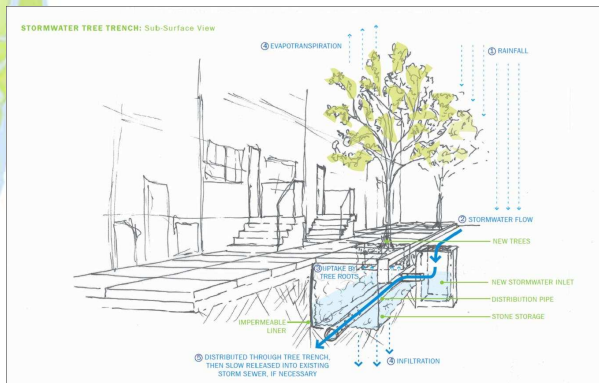 STORMWATER TREE TRENCH: Sub-Surface View
④ EVAPOTRANSPIRATION
① RAINFALL
② STORMWATER FLOW
NEW TREES
③ UPTAKE BY
TREE ROOTS
NEW STORMWATER INLET
DISTRIBUTION PIPE
STONE STORAGE
IMPERMEABLE
LINER
⑤ DISTRIBUTED THROUGH TREE TRENCH,
THEN SLOW RELEASED INTO EXISTING
STORM SEWER, IF NECESSARY
④ INFILTRATION